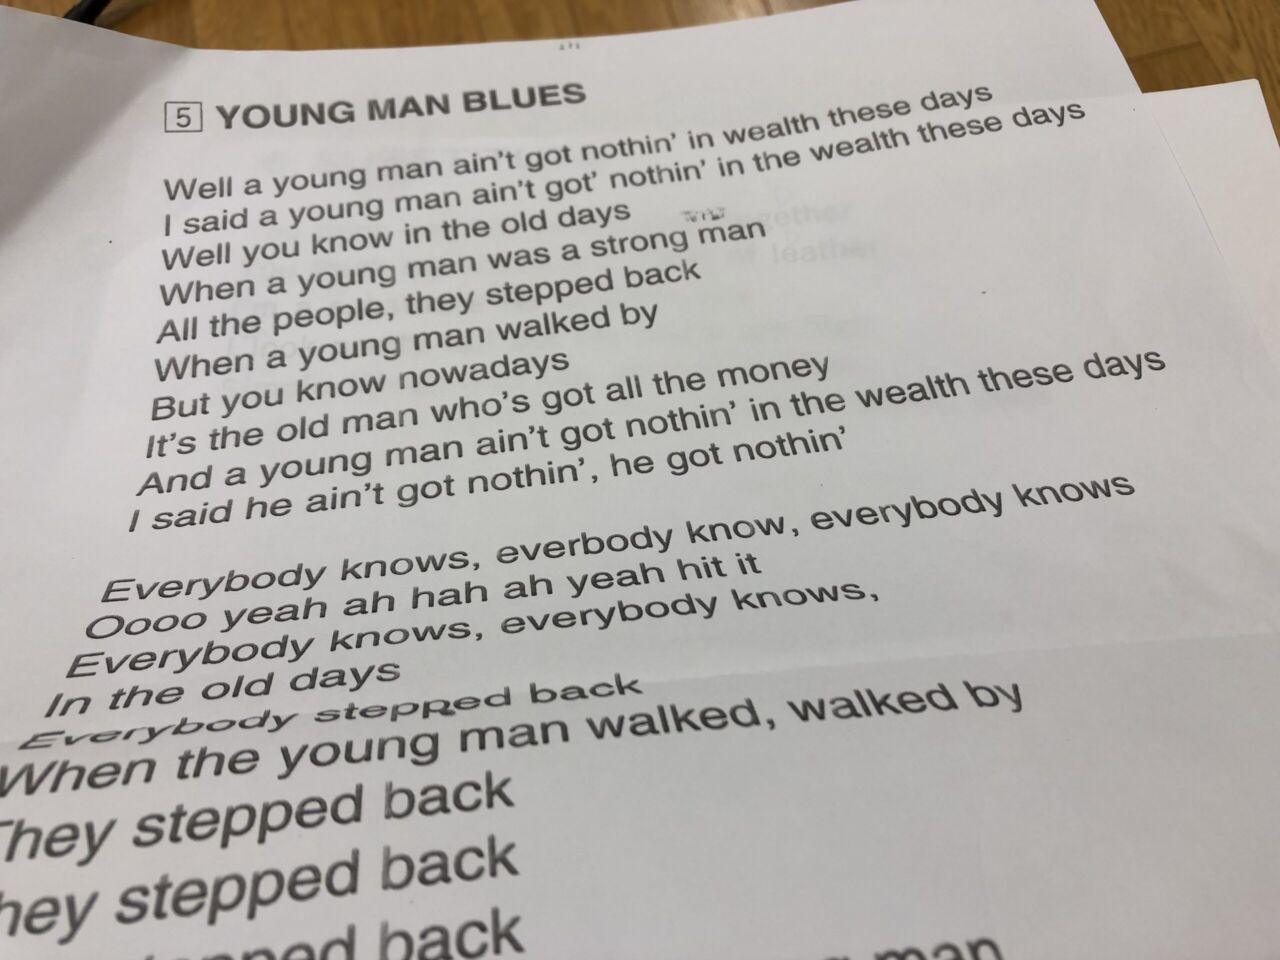 5 YOUNG MAN BLUES
Well a young man ain't got nothin' in wealth these days
I said a young man ain't got' nothin' in the wealth these days
Well you know in the old days
When a young man was a strong man
All the people, they stepped back
When a young man walked by
But you know nowadays
It's the old man who's got all the money
And a young man ain't got nothin' in the wealth these days
I said he ain't got nothin', he got nothin'
Everybody knows, everbody know, everybody knows
Oooo yeah ah hah ah yeah hit it
Everybody knows, everybody knows,
In the old days
Everybody stepped back
When the young man walked, walked by
They stepped back
hey stepped back
back man